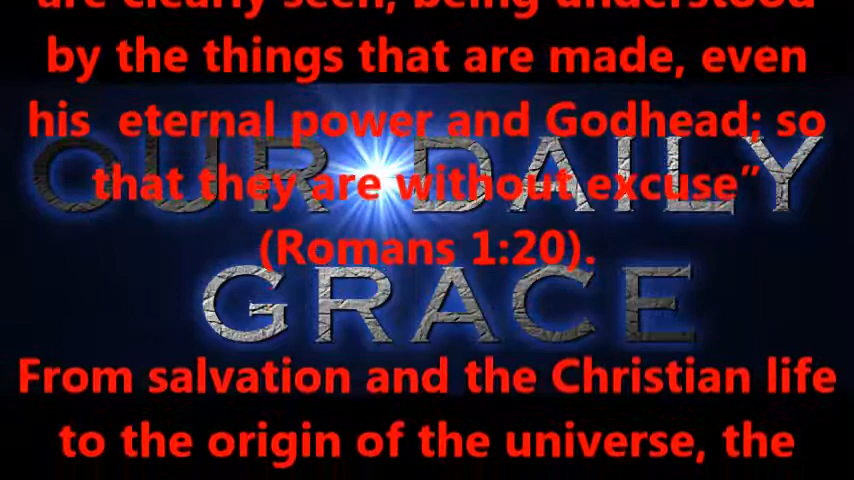 are clearly seen, being understood
by the things that are made, even
his eternal power and Godhead; so
that they are without excuse”
(Romans 1:20).
From salvation and the Christian life
to the origin of the universe, the
OUR DAILY
GRACE